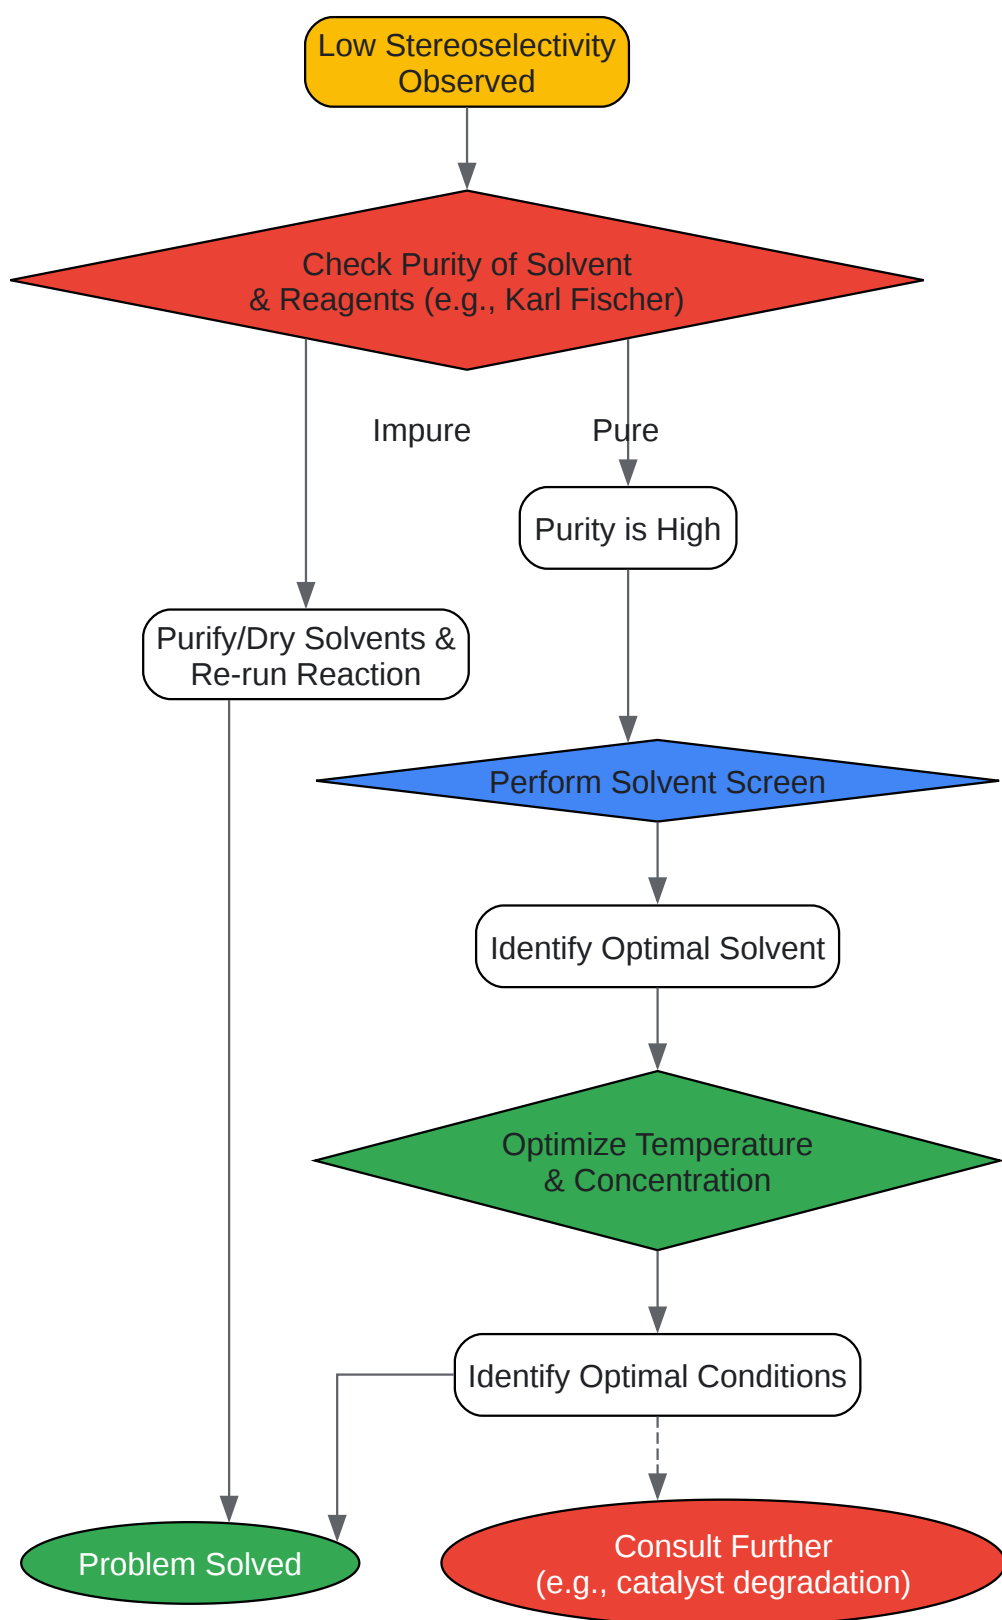 Low Stereoselectivity
Observed
Check Purity of Solvent
& Reagents (e.g., Karl Fischer)
Impure
Pure
Purity is High
Purify/Dry Solvents &
Re-run Reaction
Perform Solvent Screen
Identify Optimal Solvent
Optimize Temperature
& Concentration
Identify Optimal Conditions
Problem Solved
Consult Further
(e.g., catalyst degradation)